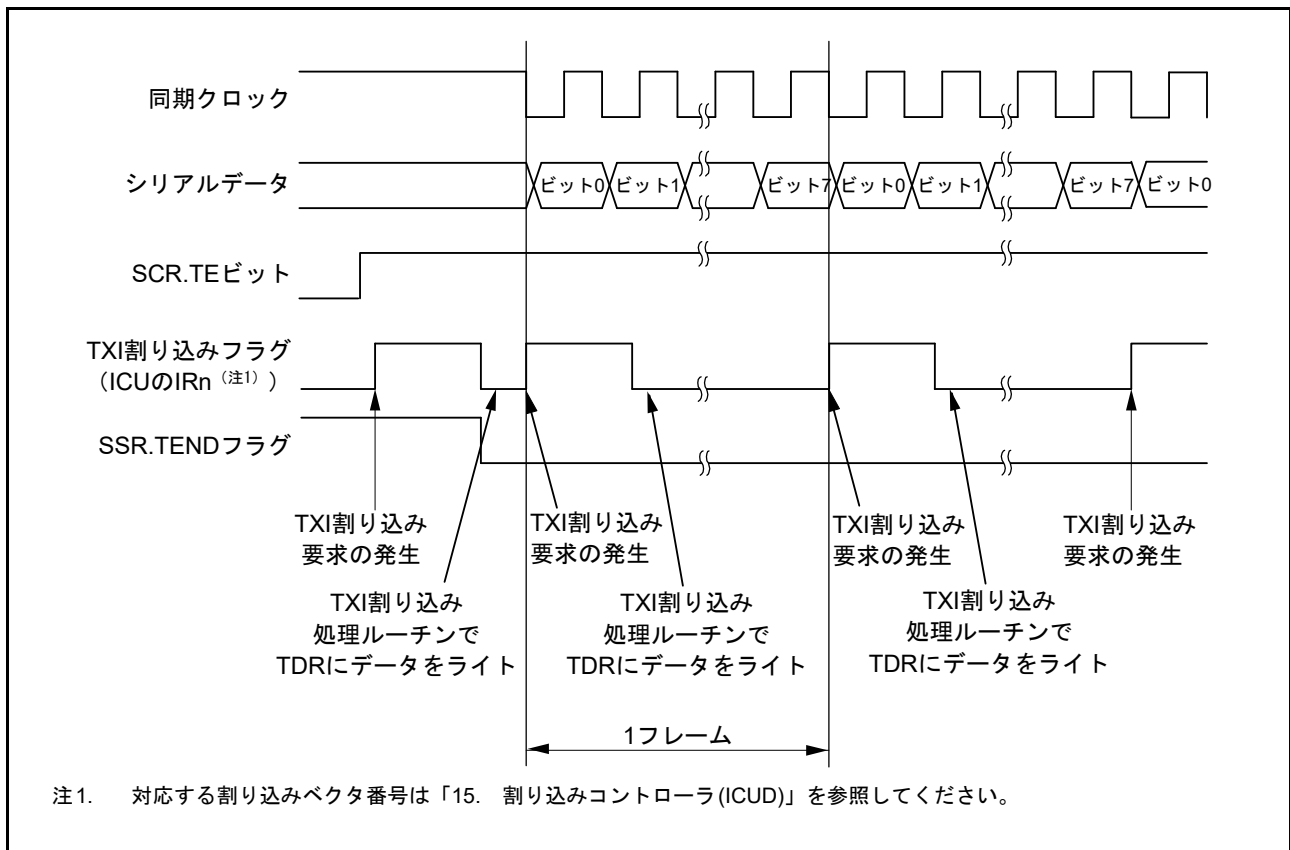 同期クロック
シリアルデータ
ビット0 ビット1 ビット7 ビット0 ビット1 ビット7 ビット0
SCR.TEビット
TXI割り込みフラグ
(ICUのIRn（注1）)
SSR.TENDフラグ
TXI割り込み
要求の発生
TXI割り込み
要求の発生
TXI割り込み
要求の発生
TXI割り込み
要求の発生
TXI割り込み
処理ルーチンで
TDRにデータをライト
TXI割り込み
処理ルーチンで
TDRにデータをライト
TXI割り込み
処理ルーチンで
TDRにデータをライト
1フレーム
注1. 対応する割り込みベクタ番号は「15. 割り込みコントローラ(ICUD)」を参照してください。